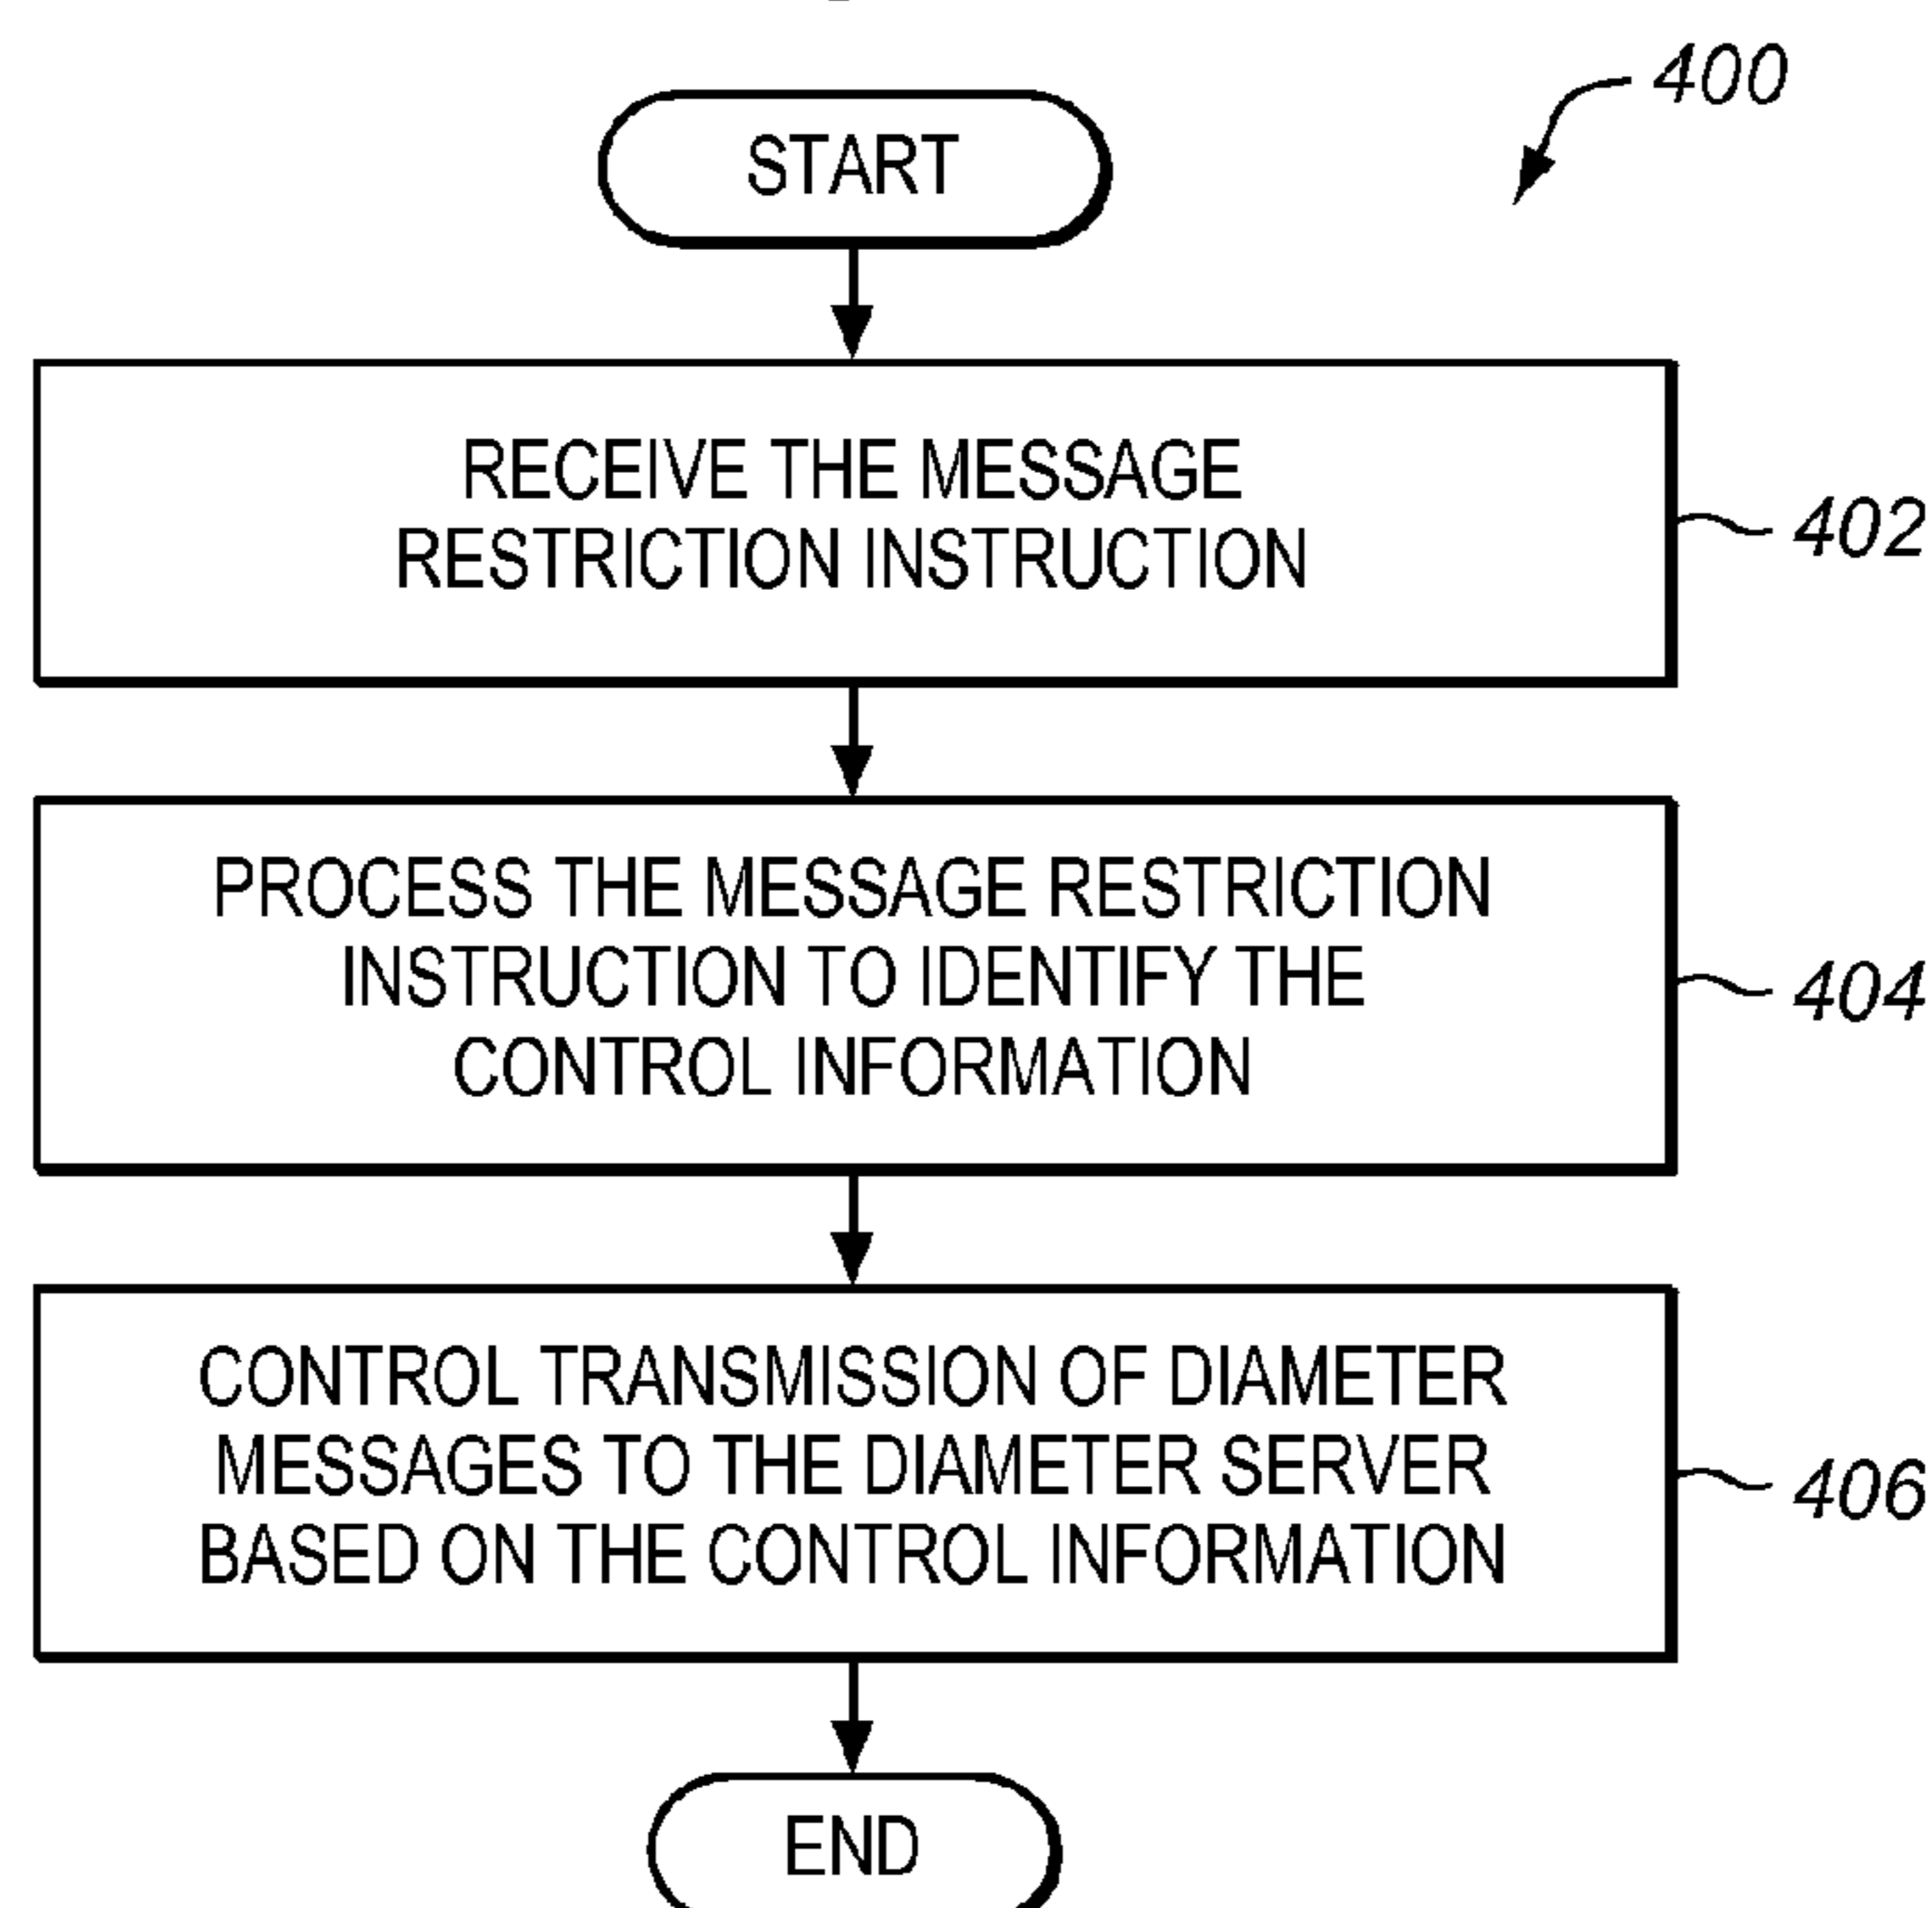 400
START
RECEIVE THE MESSAGE
RESTRICTION INSTRUCTION
402
PROCESS THE MESSAGE RESTRICTION
INSTRUCTION TO IDENTIFY THE
CONTROL INFORMATION
404
CONTROL TRANSMISSION OF DIAMETER
MESSAGES TO THE DIAMETER SERVER
BASED ON THE CONTROL INFORMATION
406
END